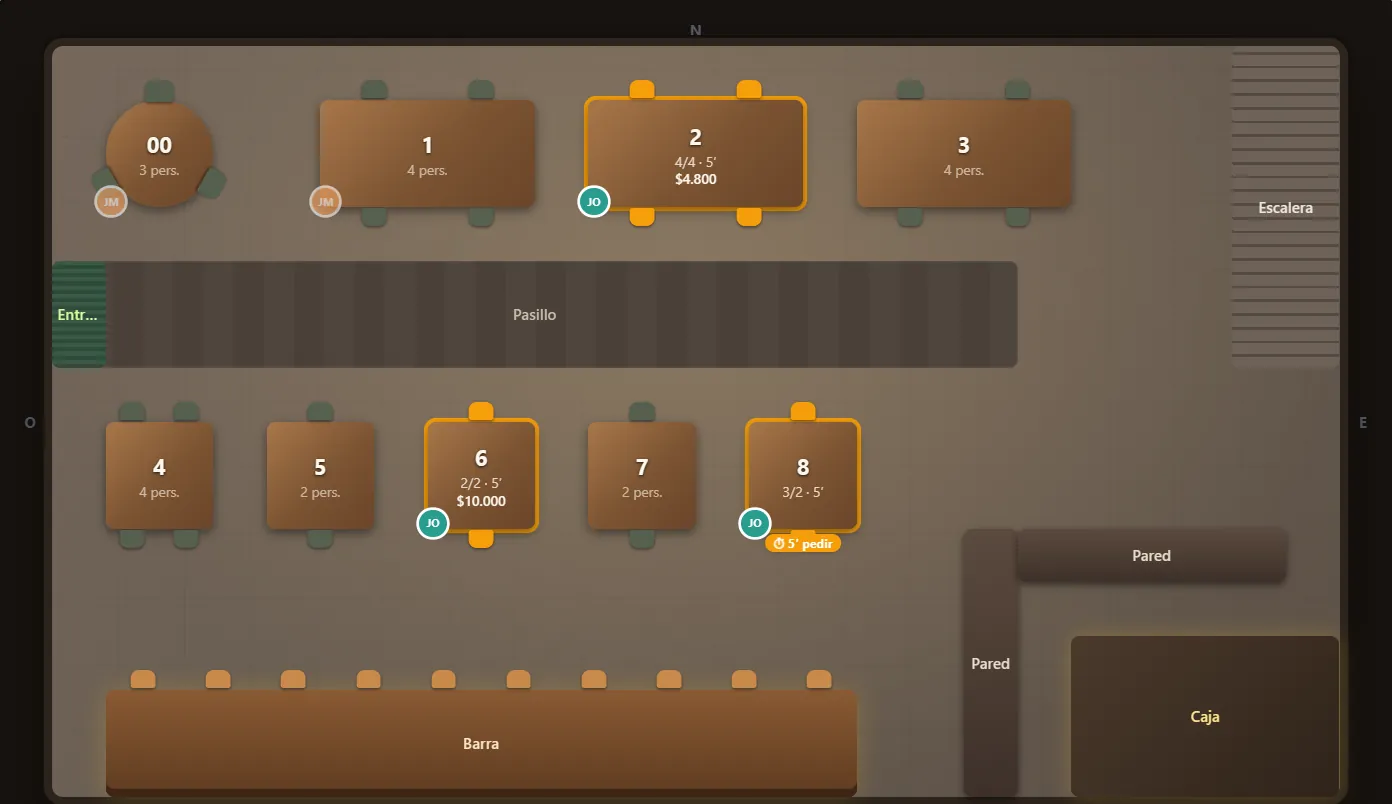 N
00
3 pers.
JM
1
4 pers.
JM
2
4/4 · 5'
$4.800
JO
3
4 pers.
Escalera
Entr...
Pasillo
O
E
4
4 pers.
5
2 pers.
6
2/2 · 5'
$10.000
JO
7
2 pers.
8
3/2 · 5'
JO
5' pedir
Pared
Pared
Caja
Barra